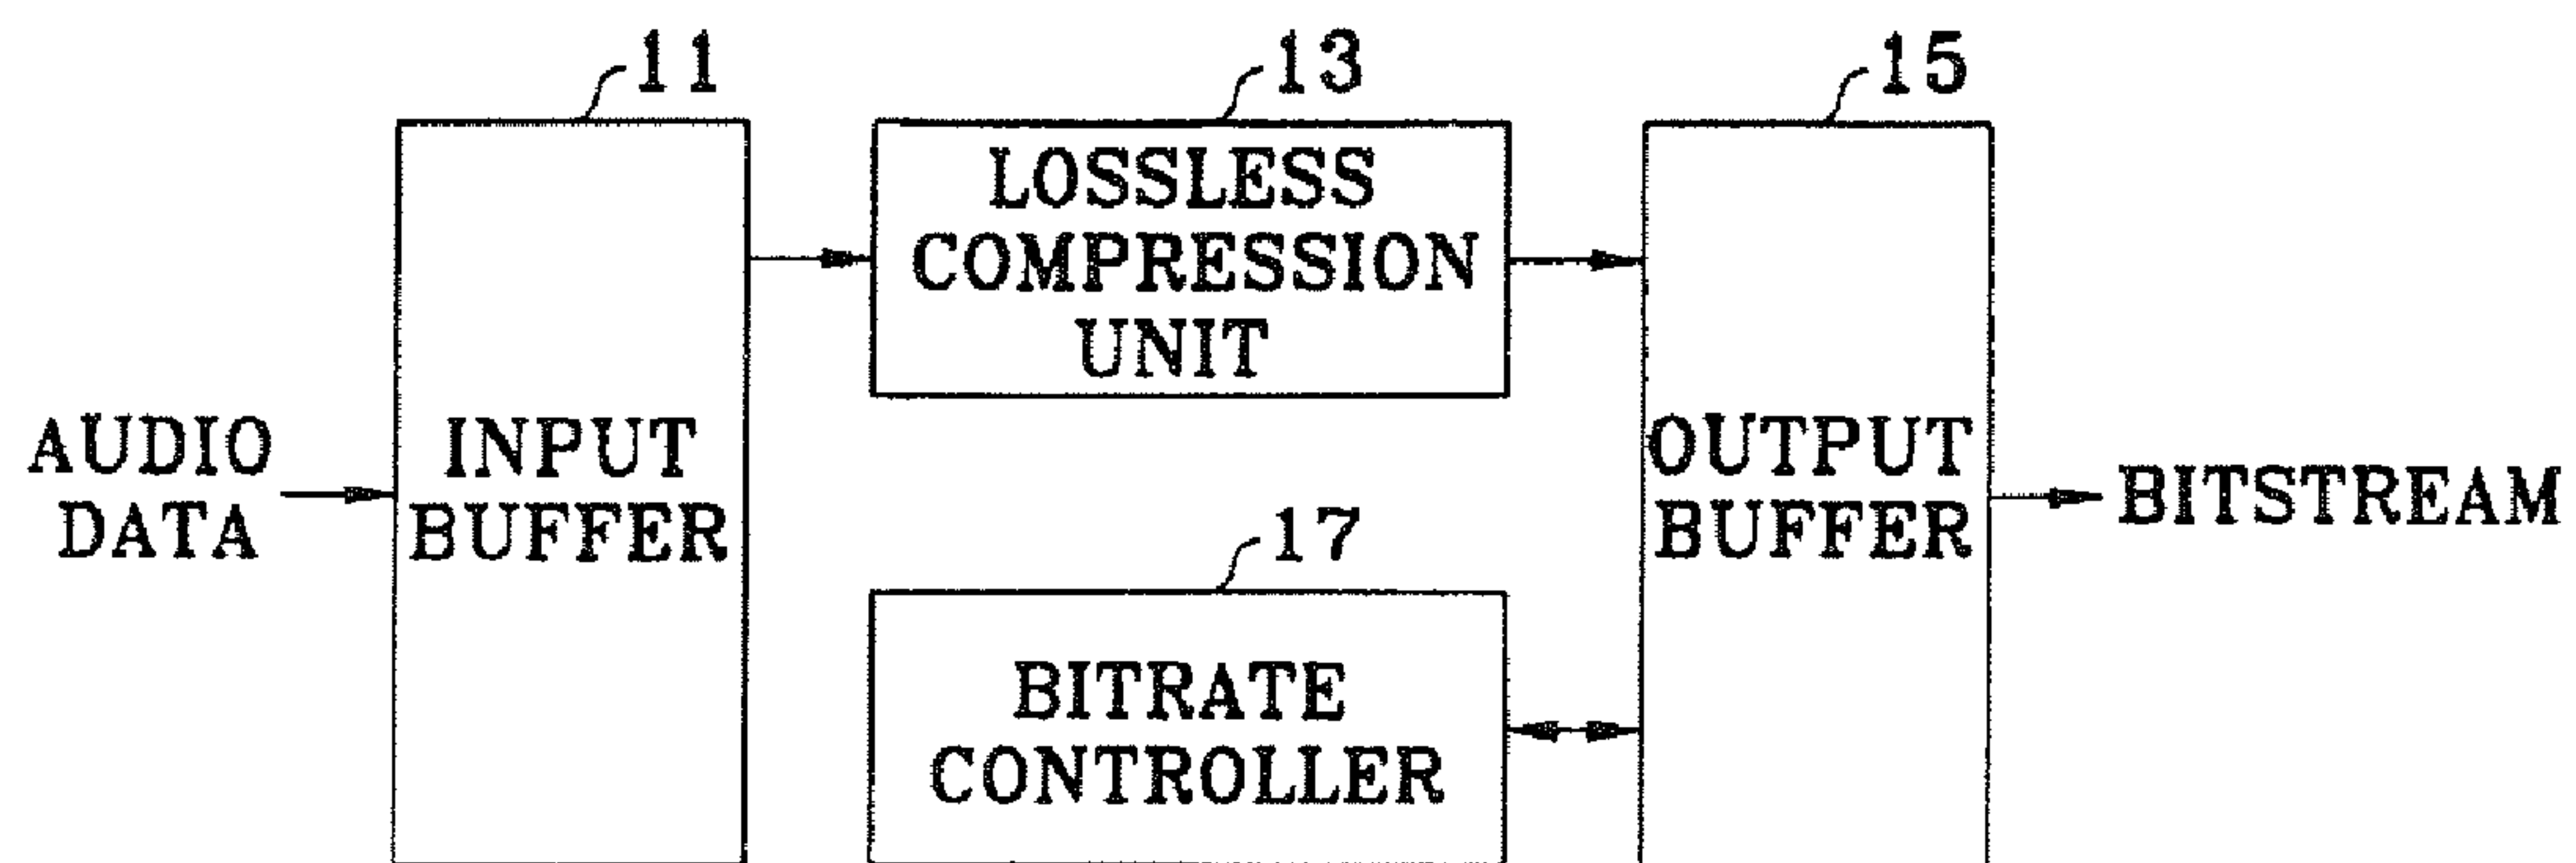 11
13
15
LOSSLESS
COMPRESSION
UNIT
AUDIO
DATA
INPUT
BUFFER
OUTPUT
BUFFER
BITSTREAM
17
BITRATE
CONTROLLER